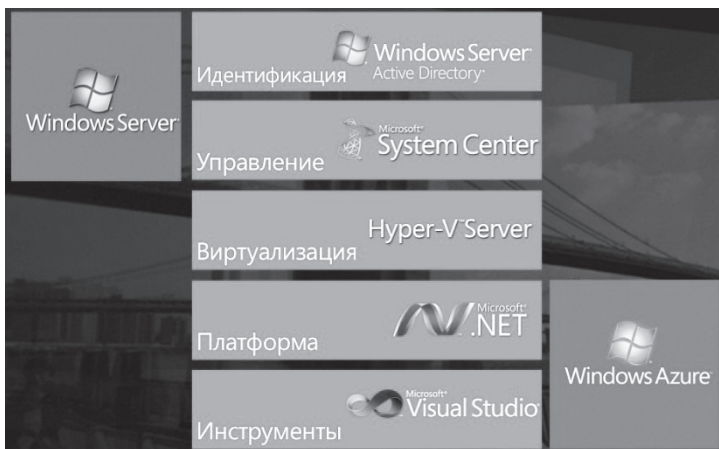 Windows Server
Идентификация
Windows Server
Active Directory
Управление
Microsoft
System Center
Виртуализация
Hyper-V™ Server
Платформа
Microsoft
.NET
Инструменты
Microsoft
Visual Studio
Windows Azure